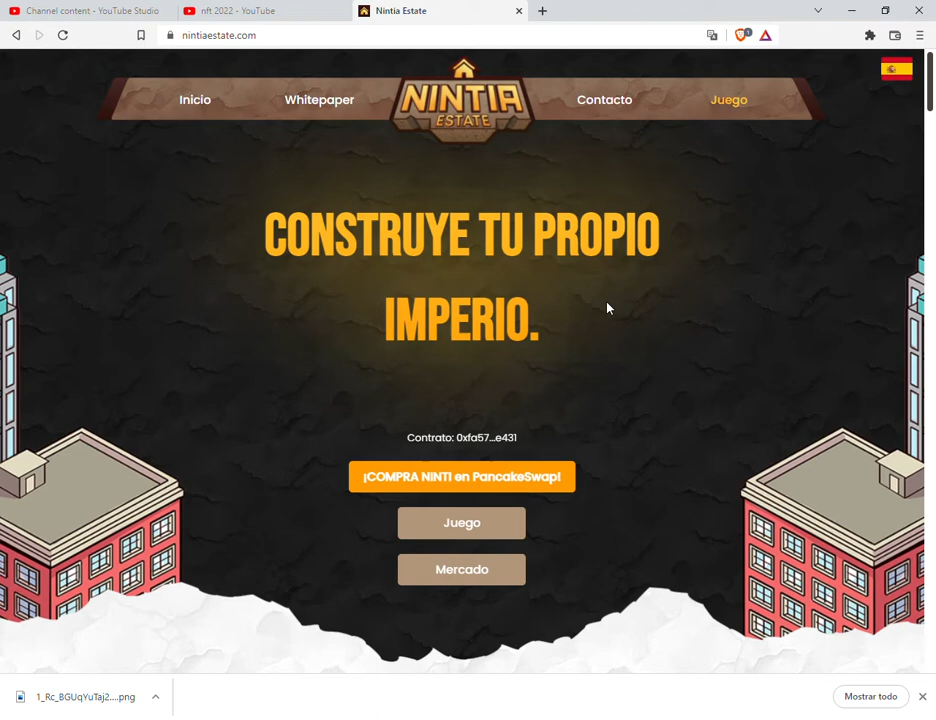 Channel content - YouTube Studio
nft 2022 - YouTube
Nintia Estate
nintiaestate.com
1
Inicio
Whitepaper
NINTIA
ESTATE
Contacto
Juego
CONSTRUYE TU PROPIO
IMPERIO.
Contrato: 0xfa57...e431
¡COMPRA NINTI en PancakeSwap!
Juego
Mercado
1_Rc_BGUqYuTaj2....png
Mostrar todo